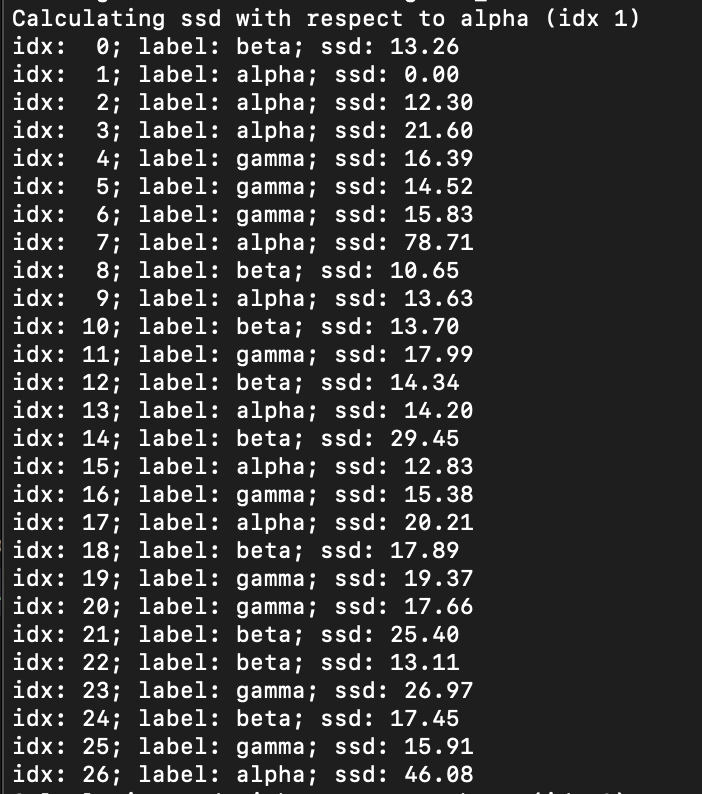 Calculating ssd with respect to alpha (idx 1)
idx:  0; label: beta; ssd: 13.26
idx:  1; label: alpha; ssd: 0.00
idx:  2; label: alpha; ssd: 12.30
idx:  3; label: alpha; ssd: 21.60
idx:  4; label: gamma; ssd: 16.39
idx:  5; label: gamma; ssd: 14.52
idx:  6; label: gamma; ssd: 15.83
idx:  7; label: alpha; ssd: 78.71
idx:  8; label: beta; ssd: 10.65
idx:  9; label: alpha; ssd: 13.63
idx: 10; label: beta; ssd: 13.70
idx: 11; label: gamma; ssd: 17.99
idx: 12; label: beta; ssd: 14.34
idx: 13; label: alpha; ssd: 14.20
idx: 14; label: beta; ssd: 29.45
idx: 15; label: alpha; ssd: 12.83
idx: 16; label: gamma; ssd: 15.38
idx: 17; label: alpha; ssd: 20.21
idx: 18; label: beta; ssd: 17.89
idx: 19; label: gamma; ssd: 19.37
idx: 20; label: gamma; ssd: 17.66
idx: 21; label: beta; ssd: 25.40
idx: 22; label: beta; ssd: 13.11
idx: 23; label: gamma; ssd: 26.97
idx: 24; label: beta; ssd: 17.45
idx: 25; label: gamma; ssd: 15.91
idx: 26; label: alpha; ssd: 46.08